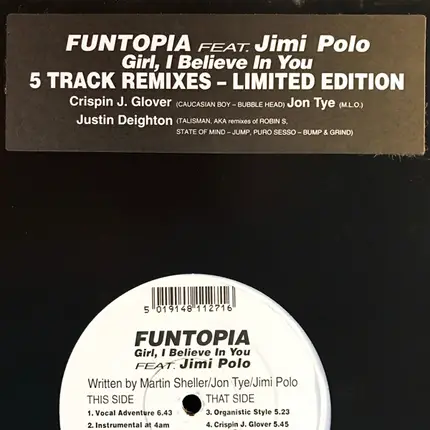 FUNTOPIA FEAT. Jimi Polo
Girl, I Believe In You
5 TRACK REMIXES – LIMITED EDITION
Crispin J. Glover (CAUCASIAN BOY – BUBBLE HEAD) Jon Tye (M.L.O.)
Justin Deighton (TALISMAN, AKA remixes of ROBIN S,
STATE OF MIND – JUMP, PURO SESSO – BUMP & GRIND)
5 019148 112716
FUNTOPIA
Girl, I Believe In You
FEAT. Jimi Polo
Written by Martin Sheller/Jon Tye/Jimi Polo
THIS SIDE THAT SIDE
1. Vocal Adventure 6.43 3. Organistic Style 5.23
2. Instrumental at 4am 4. Crispin J. Glover 5.45